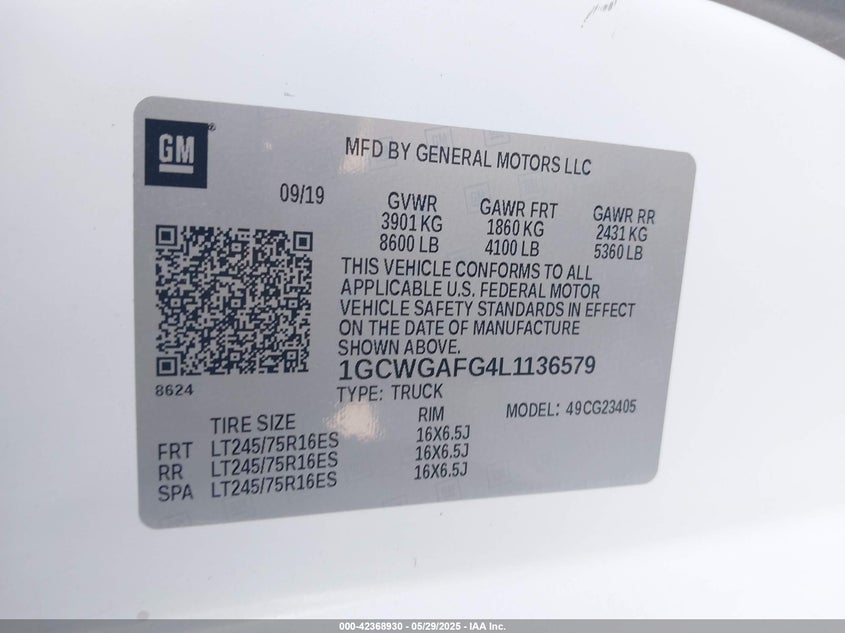 GM
®
MFD BY GENERAL MOTORS LLC
09/19
GVWR
3901 KG
8600 LB
GAWR FRT
1860 KG
4100 LB
GAWR RR
2431 KG
5360 LB
THIS VEHICLE CONFORMS TO ALL
APPLICABLE U.S. FEDERAL MOTOR
VEHICLE SAFETY STANDARDS IN EFFECT
ON THE DATE OF MANUFACTURE
SHOWN ABOVE.
1GCWGAFG4L1136579
8624
TYPE: TRUCK
MODEL: 49CG23405
TIRE SIZE
RIM
FRT LT245/75R16ES 16X6.5J
RR LT245/75R16ES 16X6.5J
SPA LT245/75R16ES 16X6.5J
000-42368930 - 05/29/2025 - IAA Inc.